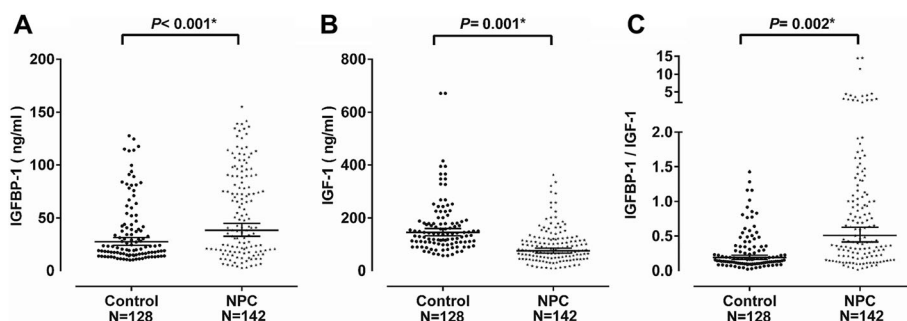 A
P< 0.001*
IGFBP-1 ( ng/ml)
200
150
100
50
0
Control
N=128
NPC
N=142
B
P= 0.001*
IGF-1 ( ng/ml)
800
600
400
200
0
Control
N=128
NPC
N=142
C
P= 0.002*
IGFBP-1 / IGF-1
15
10
5
2.0
1.5
1.0
0.5
0.0
Control
N=128
NPC
N=142